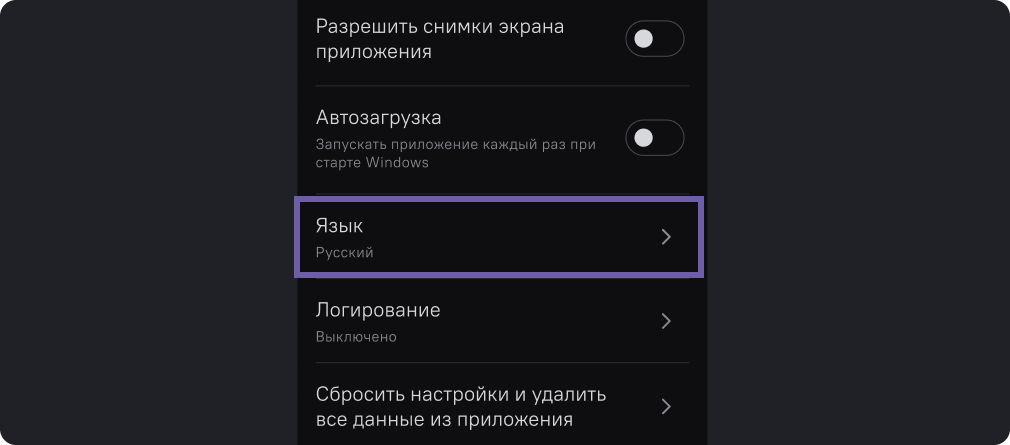 Разрешить снимки экрана
приложения
Автозагрузка
Запускать приложение каждый раз при
старте Windows
Язык
Русский
Логирование
Выключено
Сбросить настройки и удалить
все данные из приложения